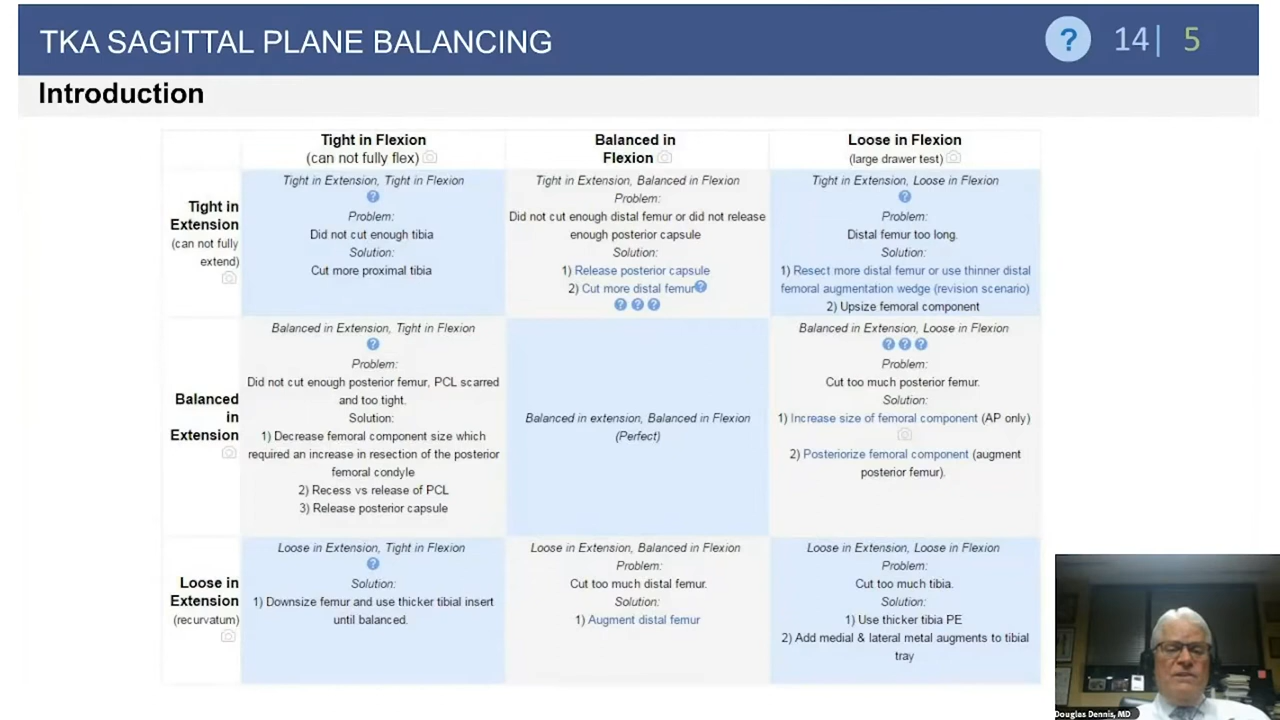 TKA SAGITTAL PLANE BALANCING
? 14| 5
Introduction
Tight in Flexion
(can not fully flex)
Balanced in
Flexion
Loose in Flexion
(large drawer test)
Tight in
Extension
(can not fully
extend)
Tight in Extension, Tight in Flexion
?
Problem:
Did not cut enough tibia
Solution:
Cut more proximal tibia
Tight in Extension, Balanced in Flexion
Problem:
Did not cut enough distal femur or did not release
enough posterior capsule
Solution:
1) Release posterior capsule
2) Cut more distal femur ?
? ? ?
Tight in Extension, Loose in Flexion
?
Problem:
Distal femur too long.
Solution:
1) Resect more distal femur or use thinner distal
femoral augmentation wedge (revision scenario)
2) Upsize femoral component
Balanced
in
Extension
Balanced in Extension, Tight in Flexion
?
Problem:
Did not cut enough posterior femur, PCL scarred
and too tight.
Solution:
1) Decrease femoral component size which
required an increase in resection of the posterior
femoral condyle
2) Recess vs release of PCL
3) Release posterior capsule
Balanced in extension, Balanced in Flexion
(Perfect)
Balanced in Extension, Loose in Flexion
? ? ?
Problem:
Cut too much posterior femur.
Solution:
1) Increase size of femoral component (AP only)
2) Posteriorize femoral component (augment
posterior femur).
Loose in
Extension
(recurvatum)
Loose in Extension, Tight in Flexion
?
Solution:
1) Downsize femur and use thicker tibial insert
until balanced.
Loose in Extension, Balanced in Flexion
Problem:
Cut too much distal femur.
Solution:
1) Augment distal femur
Loose in Extension, Loose in Flexion
Problem:
Cut too much tibia.
Solution:
1) Use thicker tibia PE
2) Add medial & lateral metal augments to tibial
tray
Douglas Dennis, MD